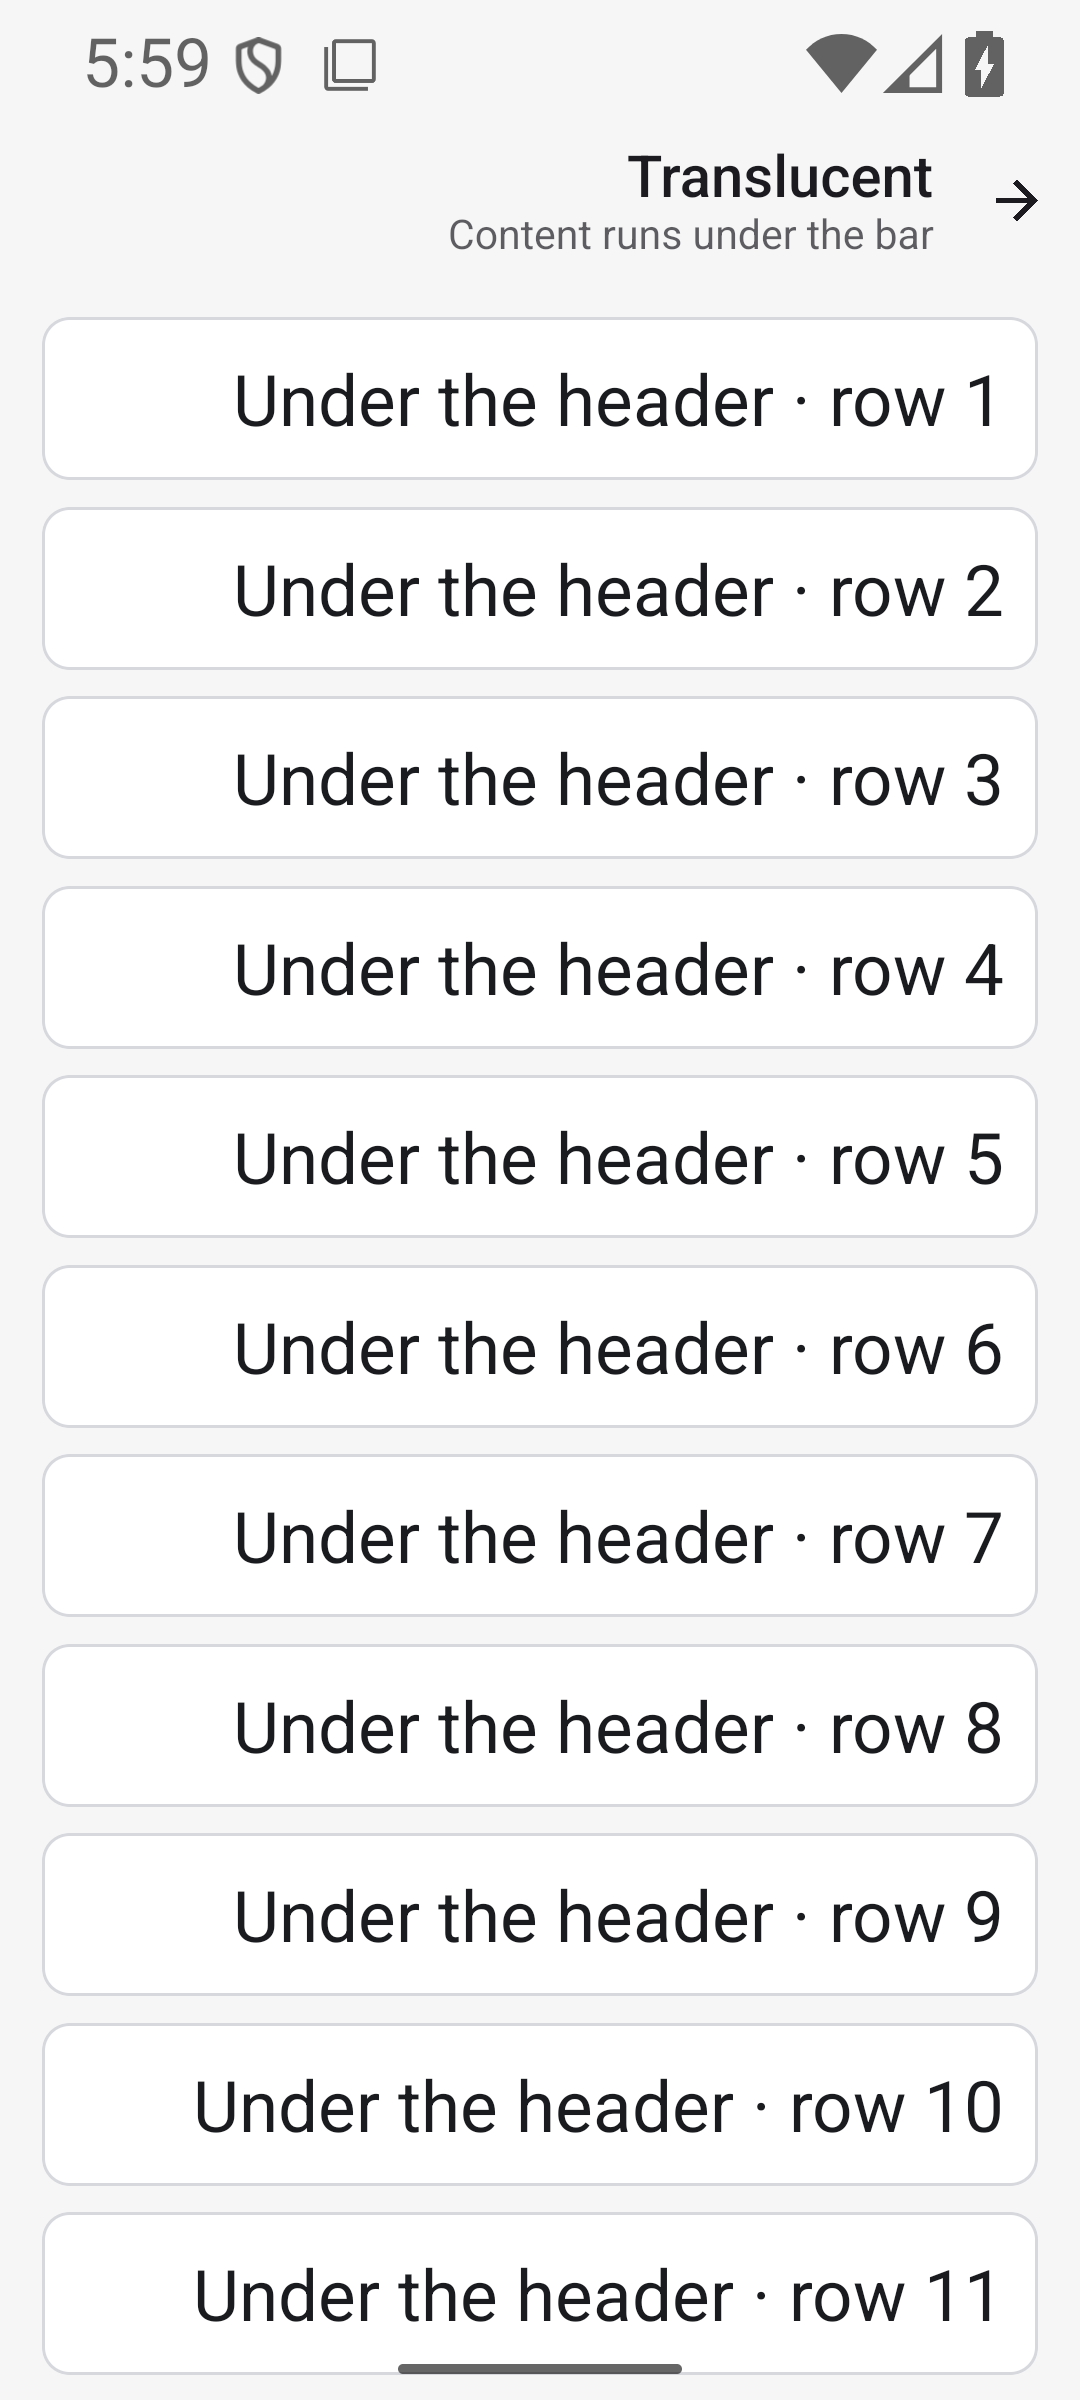 5:59
Translucent
Content runs under the bar
Under the header · row 1
Under the header · row 2
Under the header · row 3
Under the header · row 4
Under the header · row 5
Under the header · row 6
Under the header · row 7
Under the header · row 8
Under the header · row 9
Under the header · row 10
Under the header · row 11